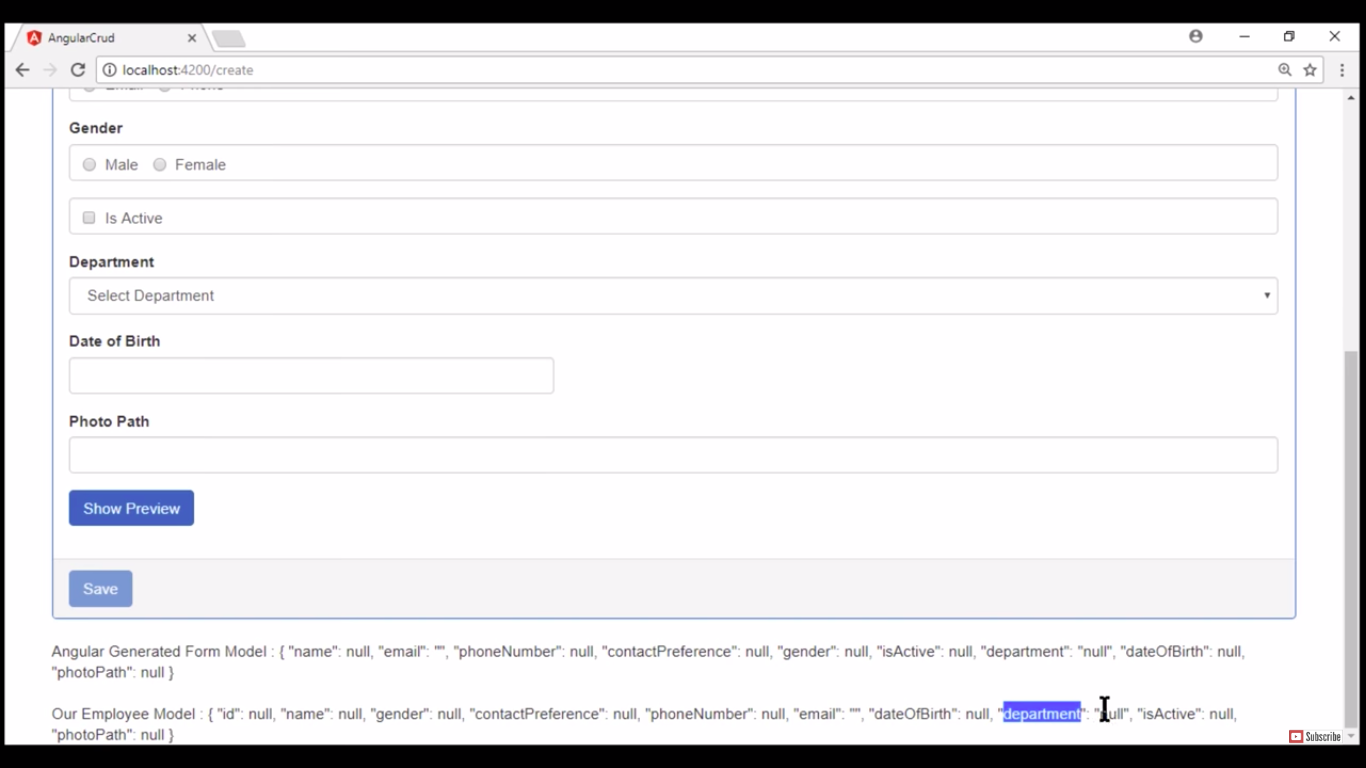 AngularCrud
localhost:4200/create
Email Phone
Gender
Male Female
Is Active
Department
Select Department
Date of Birth
Photo Path
Show Preview
Save
Angular Generated Form Model : { "name": null, "email": "", "phoneNumber": null, "contactPreference": null, "gender": null, "isActive": null, "department": "null", "dateOfBirth": null,
"photoPath": null }
Our Employee Model : { "id": null, "name": null, "gender": null, "contactPreference": null, "phoneNumber": null, "email": "", "dateOfBirth": null, "department": "null", "isActive": null,
"photoPath": null }
Subscribe